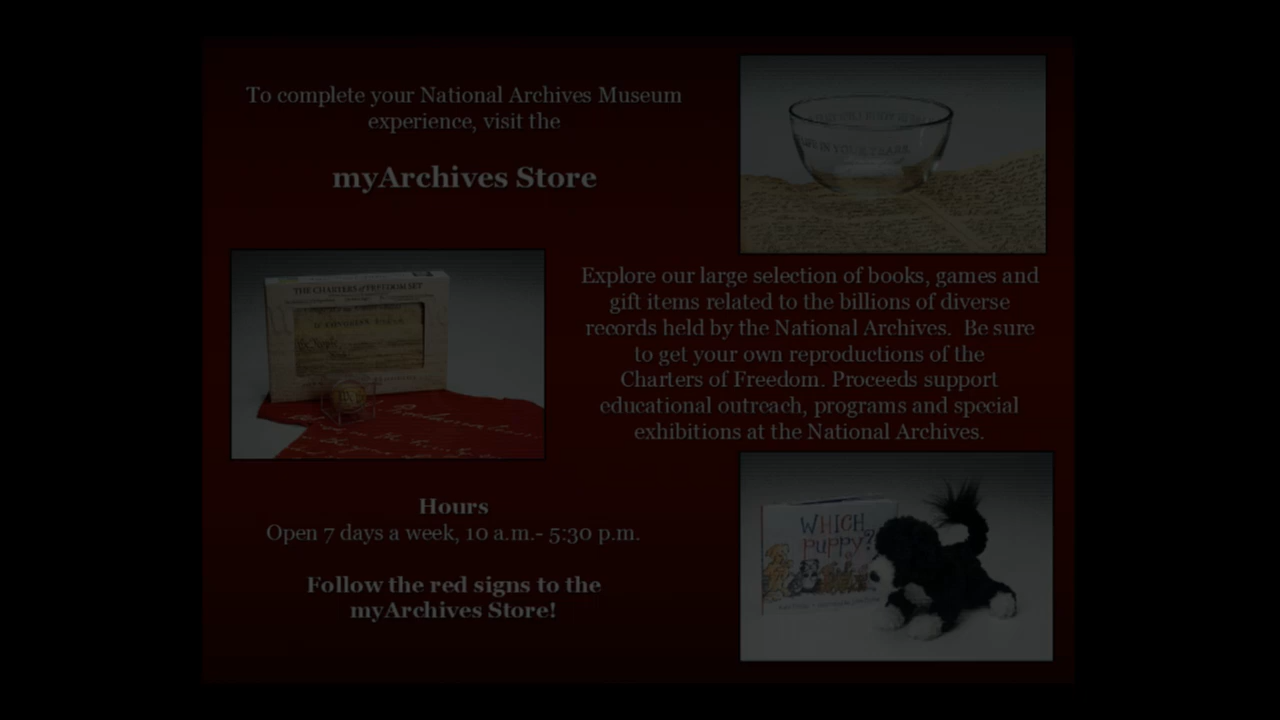 To complete your National Archives Museum
experience, visit the
myArchives Store
THE CHARTERS of FREEDOM SET
Explore our large selection of books, games and
gift items related to the billions of diverse
records held by the National Archives.  Be sure
to get your own reproductions of the
Charters of Freedom. Proceeds support
educational outreach, programs and special
exhibitions at the National Archives.
Hours
Open 7 days a week, 10 a.m.- 5:30 p.m.
Follow the red signs to the
myArchives Store!
WHICH
puppy?